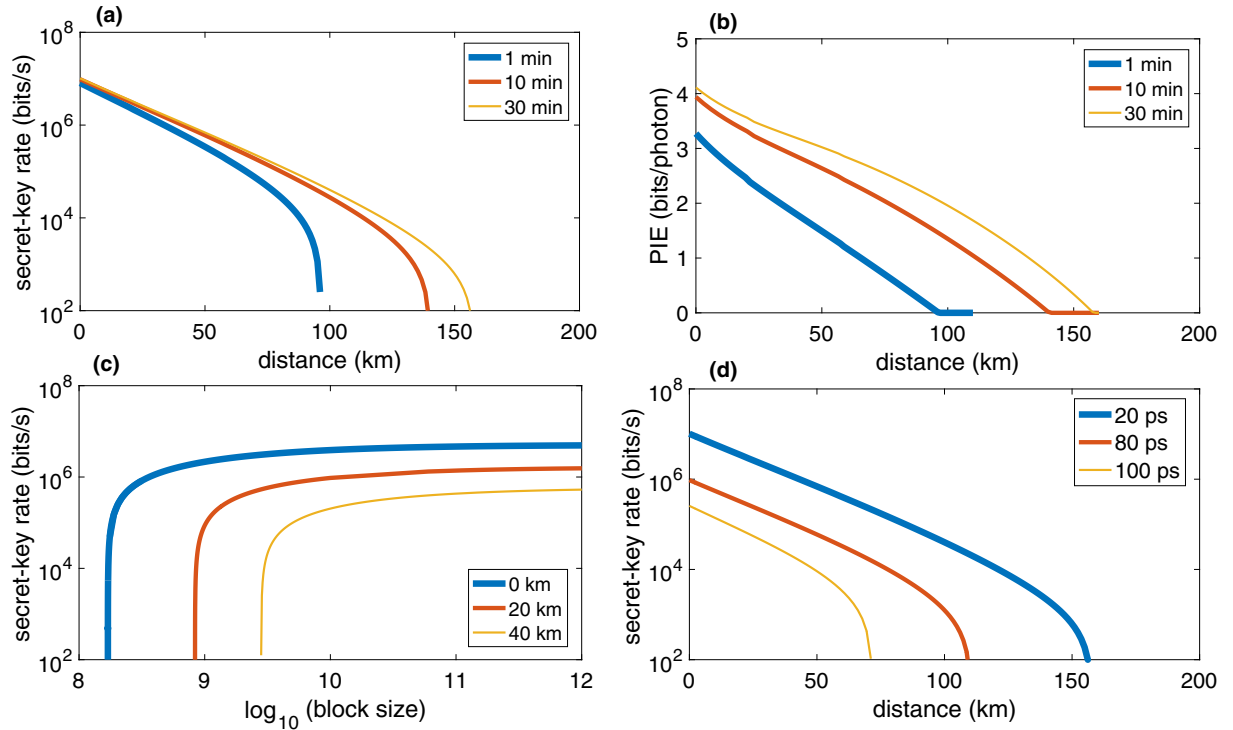 (a)
secret-key rate (bits/s)
10^8
10^6
10^4
10^2
0 50 100 150 200
distance (km)
1 min
10 min
30 min
(b)
PIE (bits/photon)
5
4
3
2
1
0
0 50 100 150 200
distance (km)
1 min
10 min
30 min
(c)
secret-key rate (bits/s)
10^8
10^6
10^4
10^2
8 9 10 11 12
log_10 (block size)
0 km
20 km
40 km
(d)
secret-key rate (bits/s)
10^8
10^6
10^4
10^2
0 50 100 150 200
distance (km)
20 ps
80 ps
100 ps